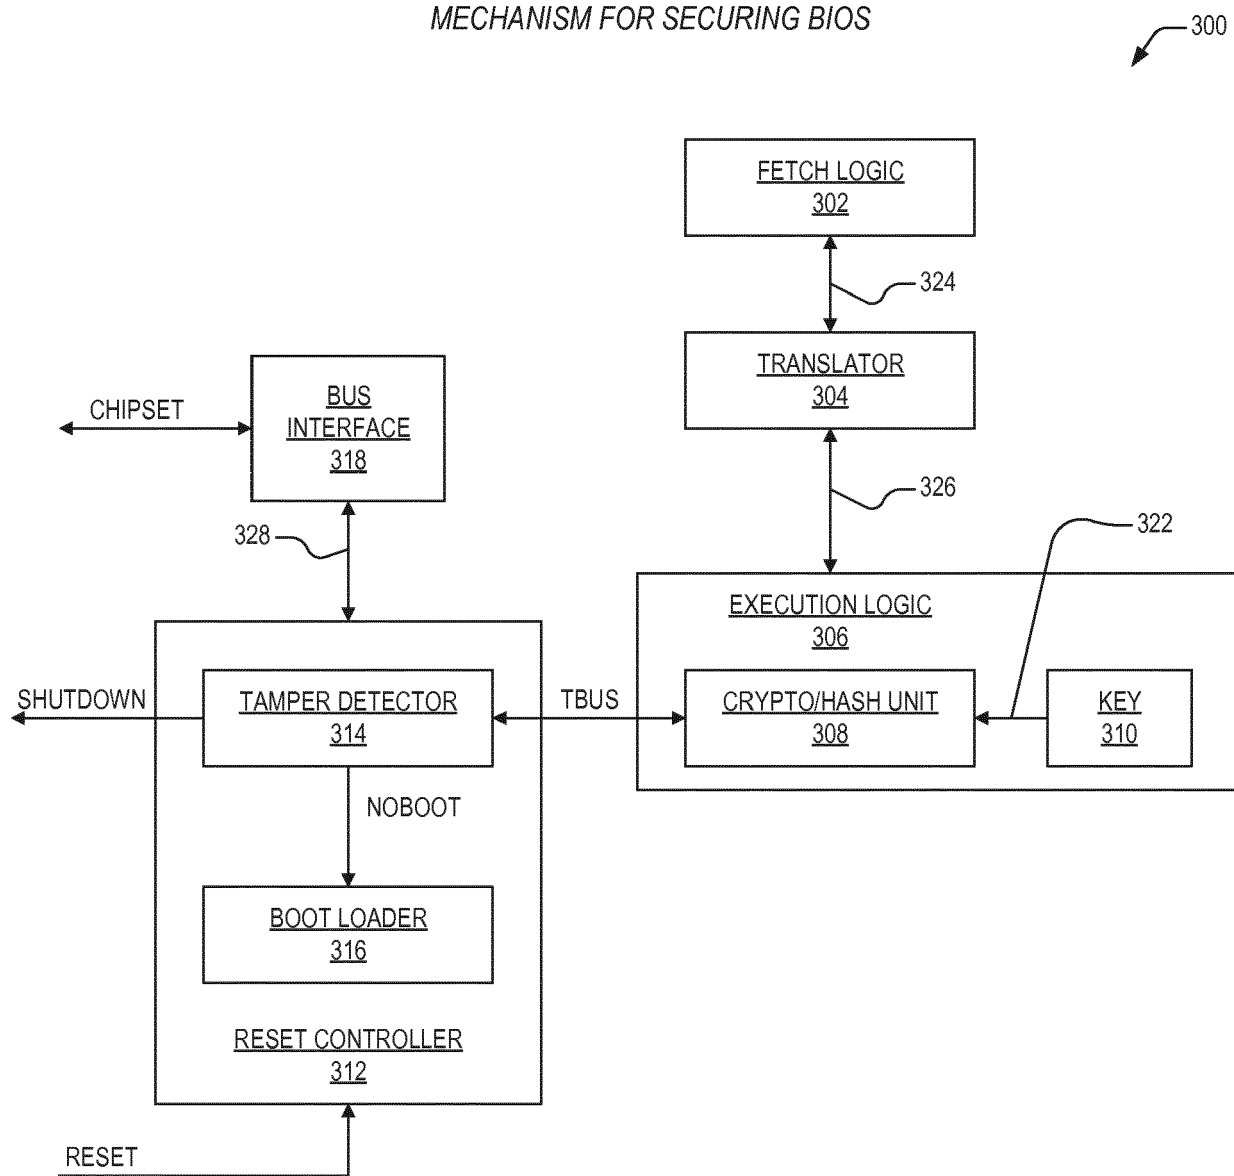 MECHANISM FOR SECURING BIOS
300
FETCH LOGIC
302
324
TRANSLATOR
304
CHIPSET
BUS
INTERFACE
318
326
322
328
EXECUTION LOGIC
306
SHUTDOWN
TAMPER DETECTOR
314
TBUS
CRYPTO/HASH UNIT
308
KEY
310
NOBOOT
BOOT LOADER
316
RESET CONTROLLER
312
RESET